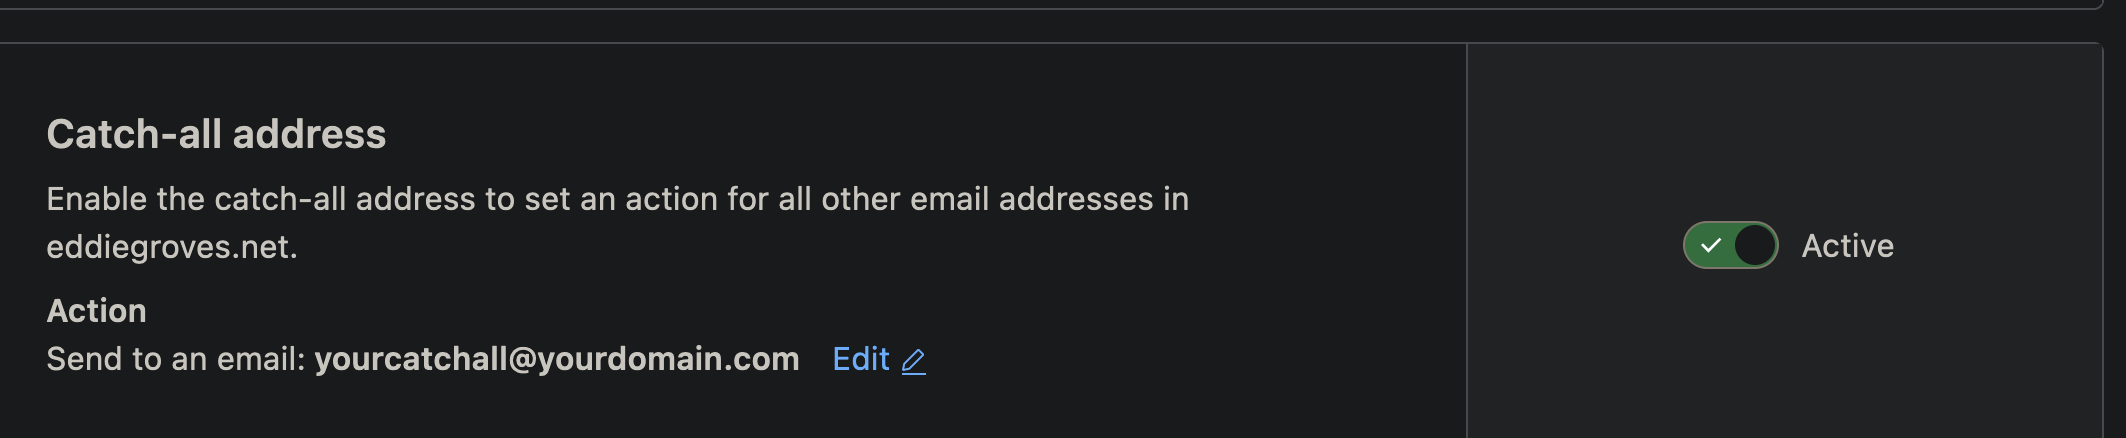 Catch-all address
Enable the catch-all address to set an action for all other email addresses in
eddiegroves.net.
Action
Send to an email: yourcatchall@yourdomain.com Edit
Active